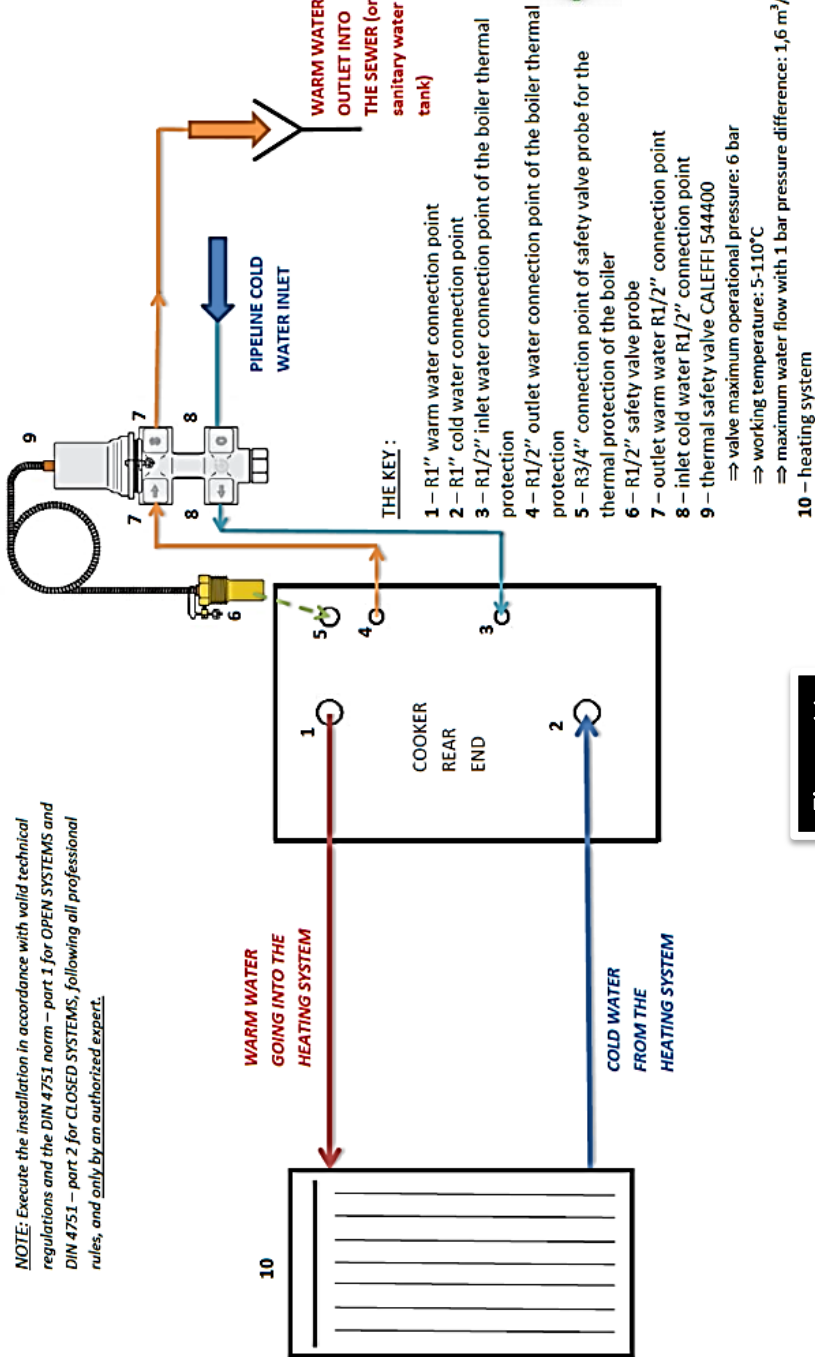 NOTE: Execute the installation in accordance with valid technical
regulations and the DIN 4751 norm – part 1 for OPEN SYSTEMS and
DIN 4751 – part 2 for CLOSED SYSTEMS, following all professional
rules, and only by an authorized expert.
10
WARM WATER
GOING INTO THE
HEATING SYSTEM
COLD WATER
FROM THE
HEATING SYSTEM
1
2
COOKER
REAR
END
5
4
3
6
9
7
7
8
8
PIPELINE COLD
WATER INLET
WARM WATER
OUTLET INTO
THE SEWER (or
sanitary water
tank)
THE KEY :
1 – R1" warm water connection point
2 – R1" cold water connection point
3 – R1/2" inlet water connection point of the boiler thermal
protection
4 – R1/2" outlet water connection point of the boiler thermal
protection
5 – R3/4" connection point of safety valve probe for the
thermal protection of the boiler
6 – R1/2" safety valve probe
7 – outlet warm water R1/2" connection point
8 – inlet cold water R1/2" connection point
9 – thermal safety valve CALEFFI 544400
⇒ valve maximum operational pressure: 6 bar
⇒ working temperature: 5-110°C
⇒ maximum water flow with 1 bar pressure difference: 1,6 m³/
10 – heating system